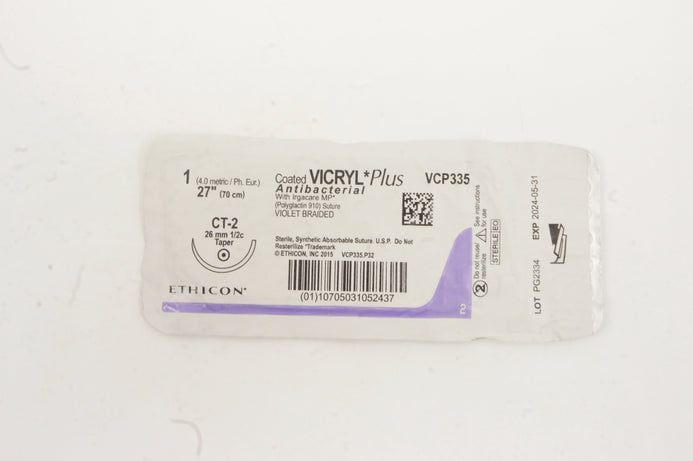 1 (4.0 metric / Ph. Eur.)
27" (70 cm)
CT-2
26 mm 1/2c
Taper
ETHICON*
Coated VICRYL* Plus VCP335
Antibacterial
With Irgacare MP*
(Polyglactin 910) Suture
VIOLET BRAIDED
Sterile, Synthetic Absorbable Suture. U.S.P. Do Not
Resterilize *Trademark
© ETHICON, INC 2015 VCP335.P32
(01)10705031052437
2 Do not reuse/
resterilize
See instructions
for use
STERILE EO
2
LOT PG2334 EXP 2024-05-31